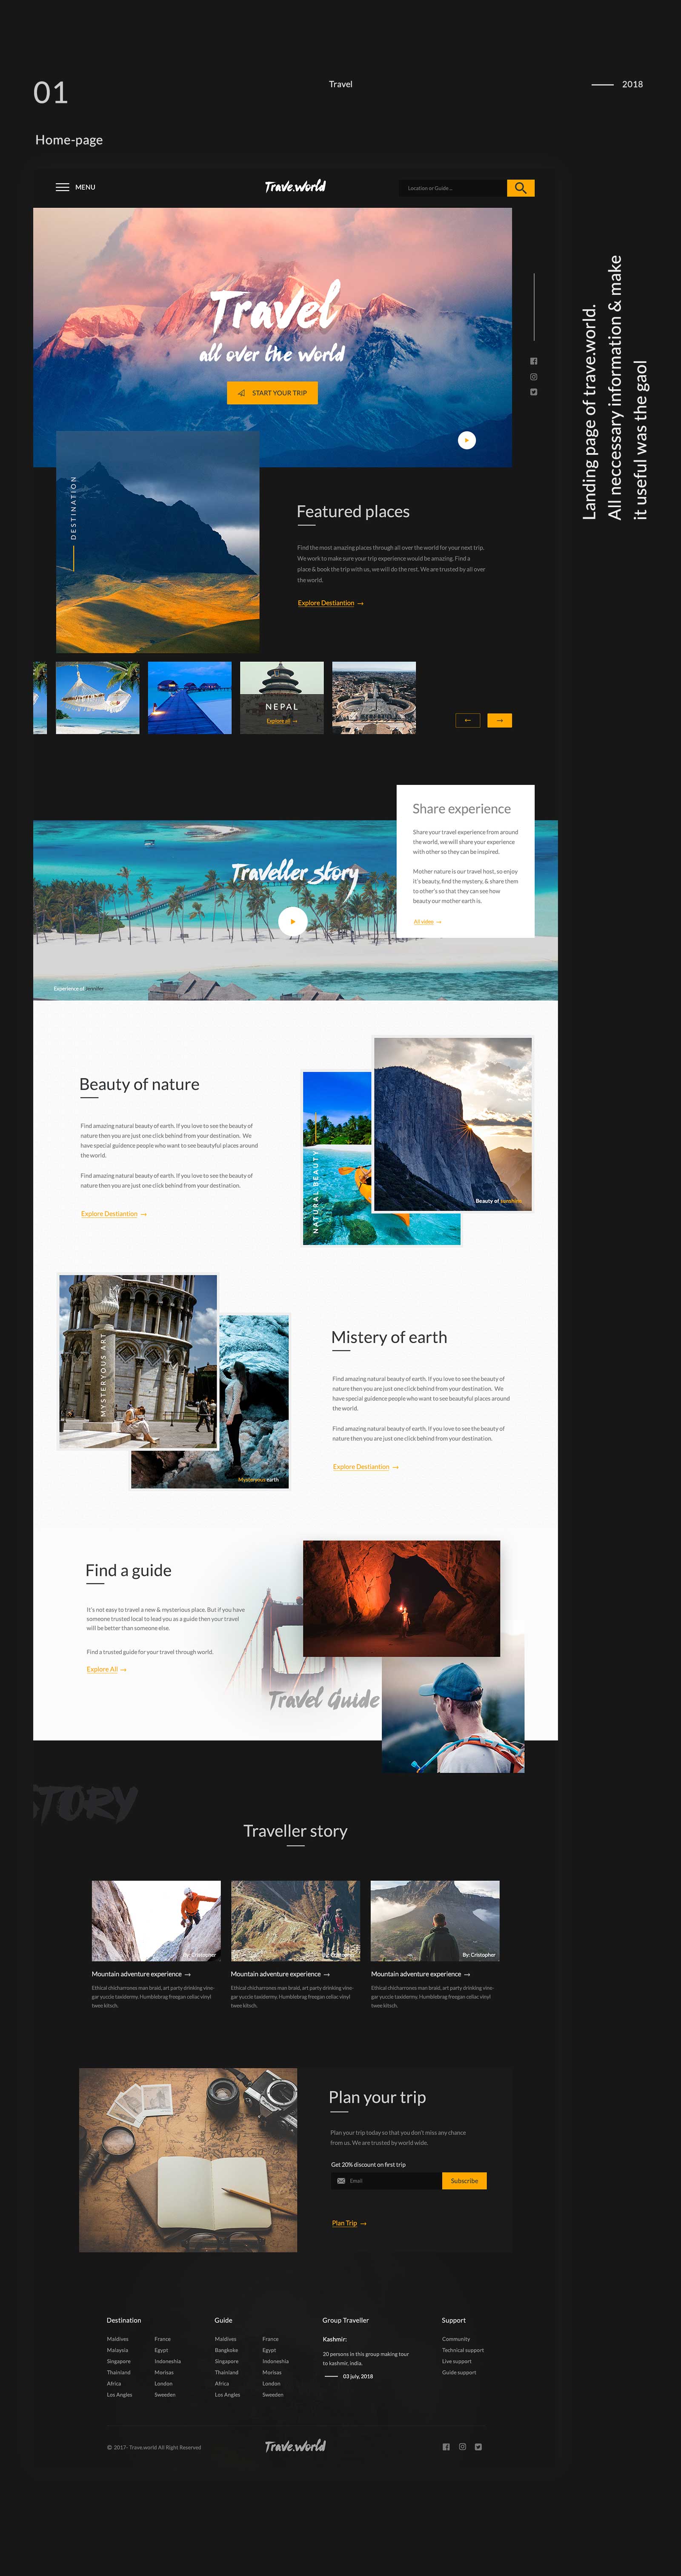 01
Travel
2018
Home-page
MENU
Trave.world
Location or Guide ...
Landing page of trave.world.
All neccessary information & make
it useful was the gaol
Travel
all over the world
START YOUR TRIP
DESTINATION
Featured places
Find the most amazing places through all over the world for your next trip.
We work to make sure your trip experience would be amazing. Find a
place & book the trip with us, we will do the rest. We are trusted by all over
the world.
Explore Destiantion →
NEPAL
Explore all →
Share experience
Share your travel experience from around
the world, we will share your experience
with other so they can be inspired.
Mother nature is our travel host, so enjoy
it's beauty, find the mystery, & share them
to other's so that they can see how
beauty our mother earth is.
All video →
Traveller story
Experience of Jennifer
Beauty of nature
Find amazing natural beauty of earth. If you love to see the beauty of
nature then you are just one click behind from your destination. We
have special guidence people who want to see beautyful places around
the world.
Find amazing natural beauty of earth. If you love to see the beauty of
nature then you are just one click behind from your destination.
Explore Destiantion →
NATURAL BEAUTY
Beauty of sunshine
MYSTERYOUS ART
Mysteryous earth
Mistery of earth
Find amazing natural beauty of earth. If you love to see the beauty of
nature then you are just one click behind from your destination. We
have special guidence people who want to see beautyful places around
the world.
Find amazing natural beauty of earth. If you love to see the beauty of
nature then you are just one click behind from your destination.
Explore Destiantion →
Find a guide
It's not easy to travel a new & mysterious place. But if you have
someone trusted local to lead you as a guide then your travel
will be better than someone else.
Find a trusted guide for your travel through world.
Explore All →
Travel Guide
STORY
Traveller story
By: Cristopher
By: Cristopher
By: Cristopher
Mountain adventure experience →
Ethical chicharrones man braid, art party drinking vine-
gar yuccie taxidermy. Humblebrag freegan celiac vinyl
twee kitsch.
Mountain adventure experience →
Ethical chicharrones man braid, art party drinking vine-
gar yuccie taxidermy. Humblebrag freegan celiac vinyl
twee kitsch.
Mountain adventure experience →
Ethical chicharrones man braid, art party drinking vine-
gar yuccie taxidermy. Humblebrag freegan celiac vinyl
twee kitsch.
Plan your trip
Plan your trip today so that you don't miss any chance
from us. We are trusted by world wide.
Get 20% discount on first trip
Email
Subscribe
Plan Trip →
Destination
Maldives
Malaysia
Singapore
Thainland
Africa
Los Angles
France
Egypt
Indoneshia
Morisas
London
Sweeden
Guide
Maldives
Bangkoke
Singapore
Thainland
Africa
Los Angles
France
Egypt
Indoneshia
Morisas
London
Sweeden
Group Traveller
Kashmir:
20 persons in this group making tour
to kashmir, india.
03 july, 2018
Support
Community
Technical support
Live support
Guide support
© 2017- Trave.world All Right Reserved
Trave.world